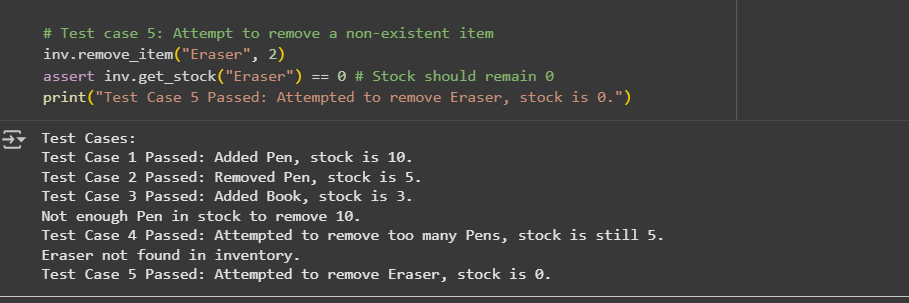 # Test case 5: Attempt to remove a non-existent item
inv.remove_item("Eraser", 2)
assert inv.get_stock("Eraser") == 0 # Stock should remain 0
print("Test Case 5 Passed: Attempted to remove Eraser, stock is 0.")
Test Cases:
Test Case 1 Passed: Added Pen, stock is 10.
Test Case 2 Passed: Removed Pen, stock is 5.
Test Case 3 Passed: Added Book, stock is 3.
Not enough Pen in stock to remove 10.
Test Case 4 Passed: Attempted to remove too many Pens, stock is still 5.
Eraser not found in inventory.
Test Case 5 Passed: Attempted to remove Eraser, stock is 0.